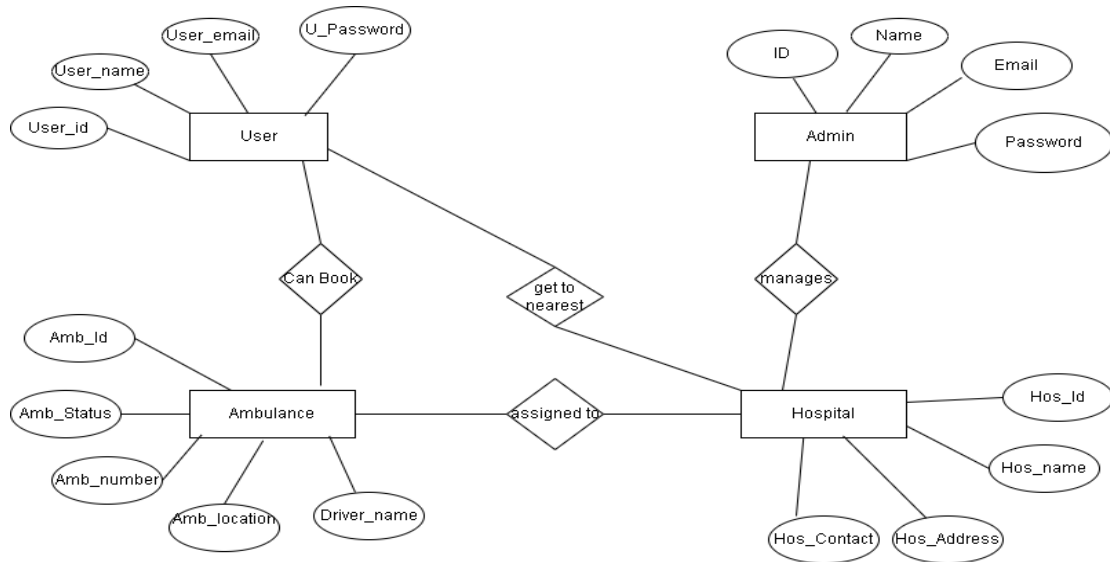 User_email
U_Password
User_name
User_id
User
ID
Name
Email
Password
Admin
Can Book
get to
nearest
manages
Amb_Id
Amb_Status
Amb_number
Amb_location
Driver_name
Ambulance
assigned to
Hospital
Hos_Id
Hos_name
Hos_Contact
Hos_Address